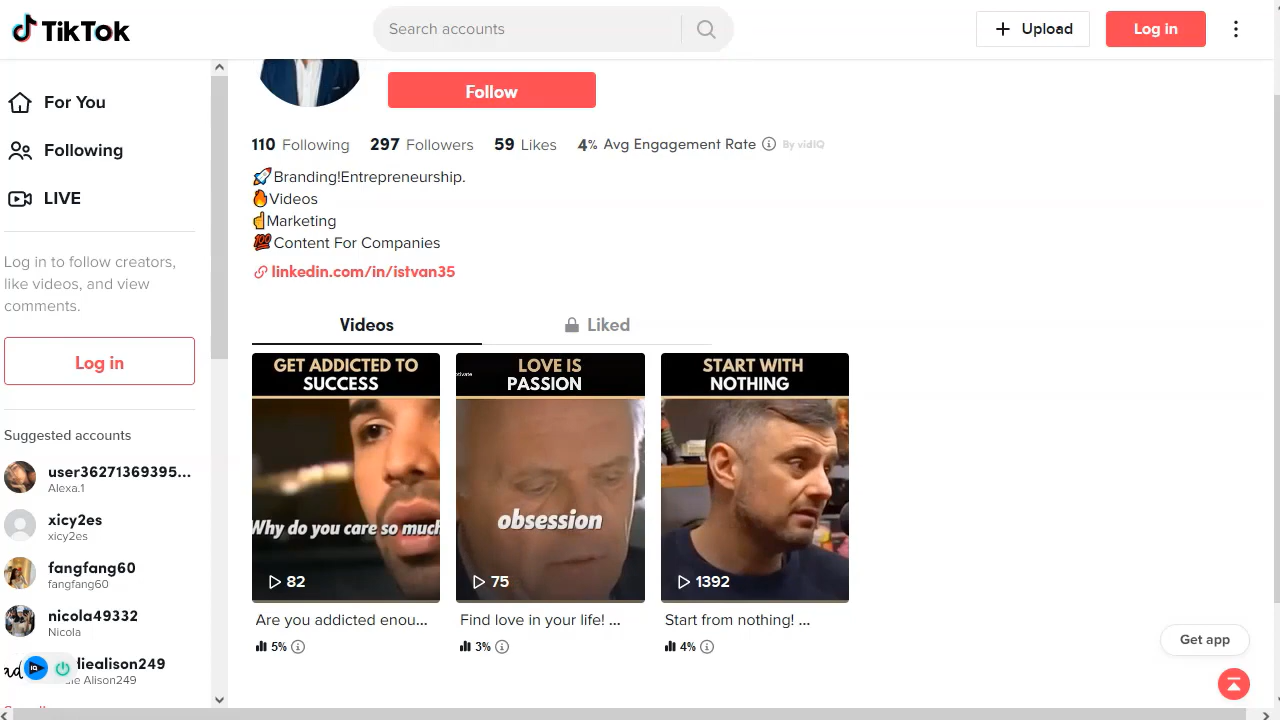 TikTok
Search accounts
Upload
Log in
For You
Following
LIVE
Log in to follow creators,
like videos, and view
comments.
Log in
Suggested accounts
user36271369395...
Alexa.1
xicy2es
xicy2es
fangfang60
fangfang60
nicola49332
Nicola
ad
IQ
diealison249
Alison249
Follow
110 Following 297 Followers 59 Likes 4% Avg Engagement Rate By vidIQ
🚀Branding!Entrepreneurship.
🔥Videos
☝Marketing
💯Content For Companies
linkedin.com/in/istvan35
Videos
Liked
GET ADDICTED TO
SUCCESS
Why do you care so much
82
Are you addicted enou...
5%
LOVE IS
PASSION
obsession
75
Find love in your life! ...
3%
START WITH
NOTHING
1392
Start from nothing! ...
4%
Get app